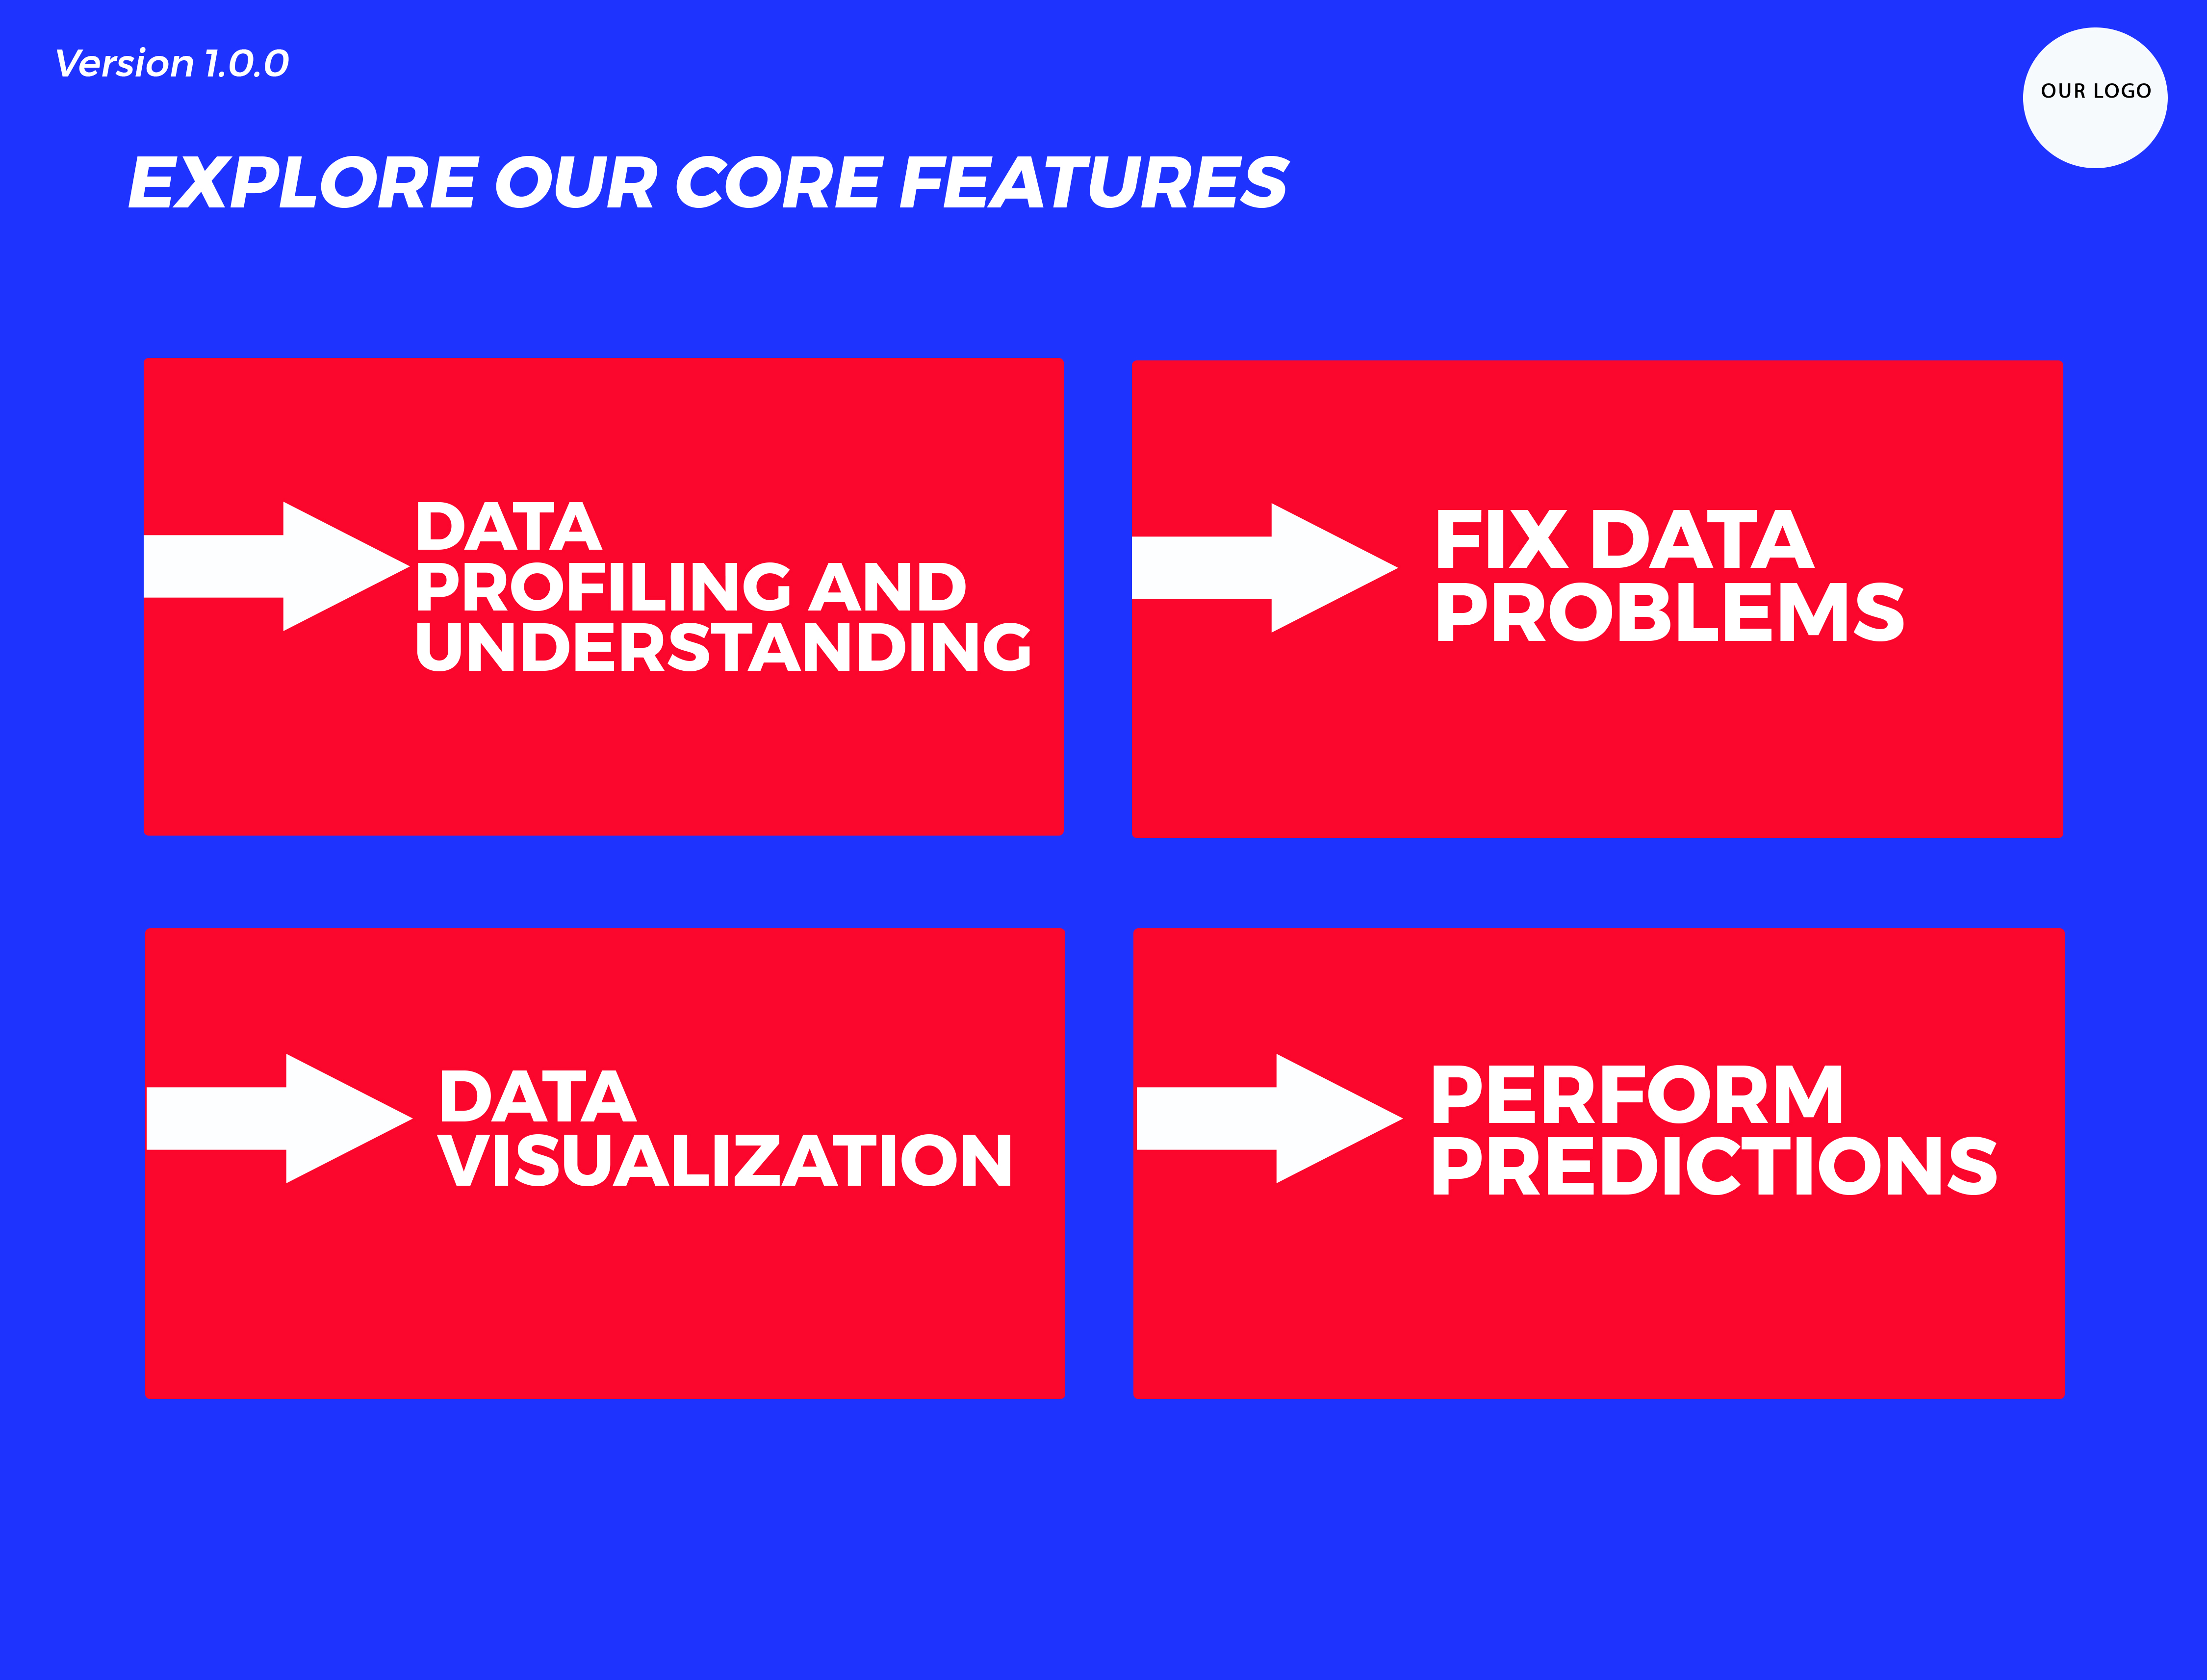 Version 1.0.0
OUR LOGO
EXPLORE OUR CORE FEATURES
DATA
PROFILING AND
UNDERSTANDING
FIX DATA
PROBLEMS
DATA
VISUALIZATION
PERFORM
PREDICTIONS